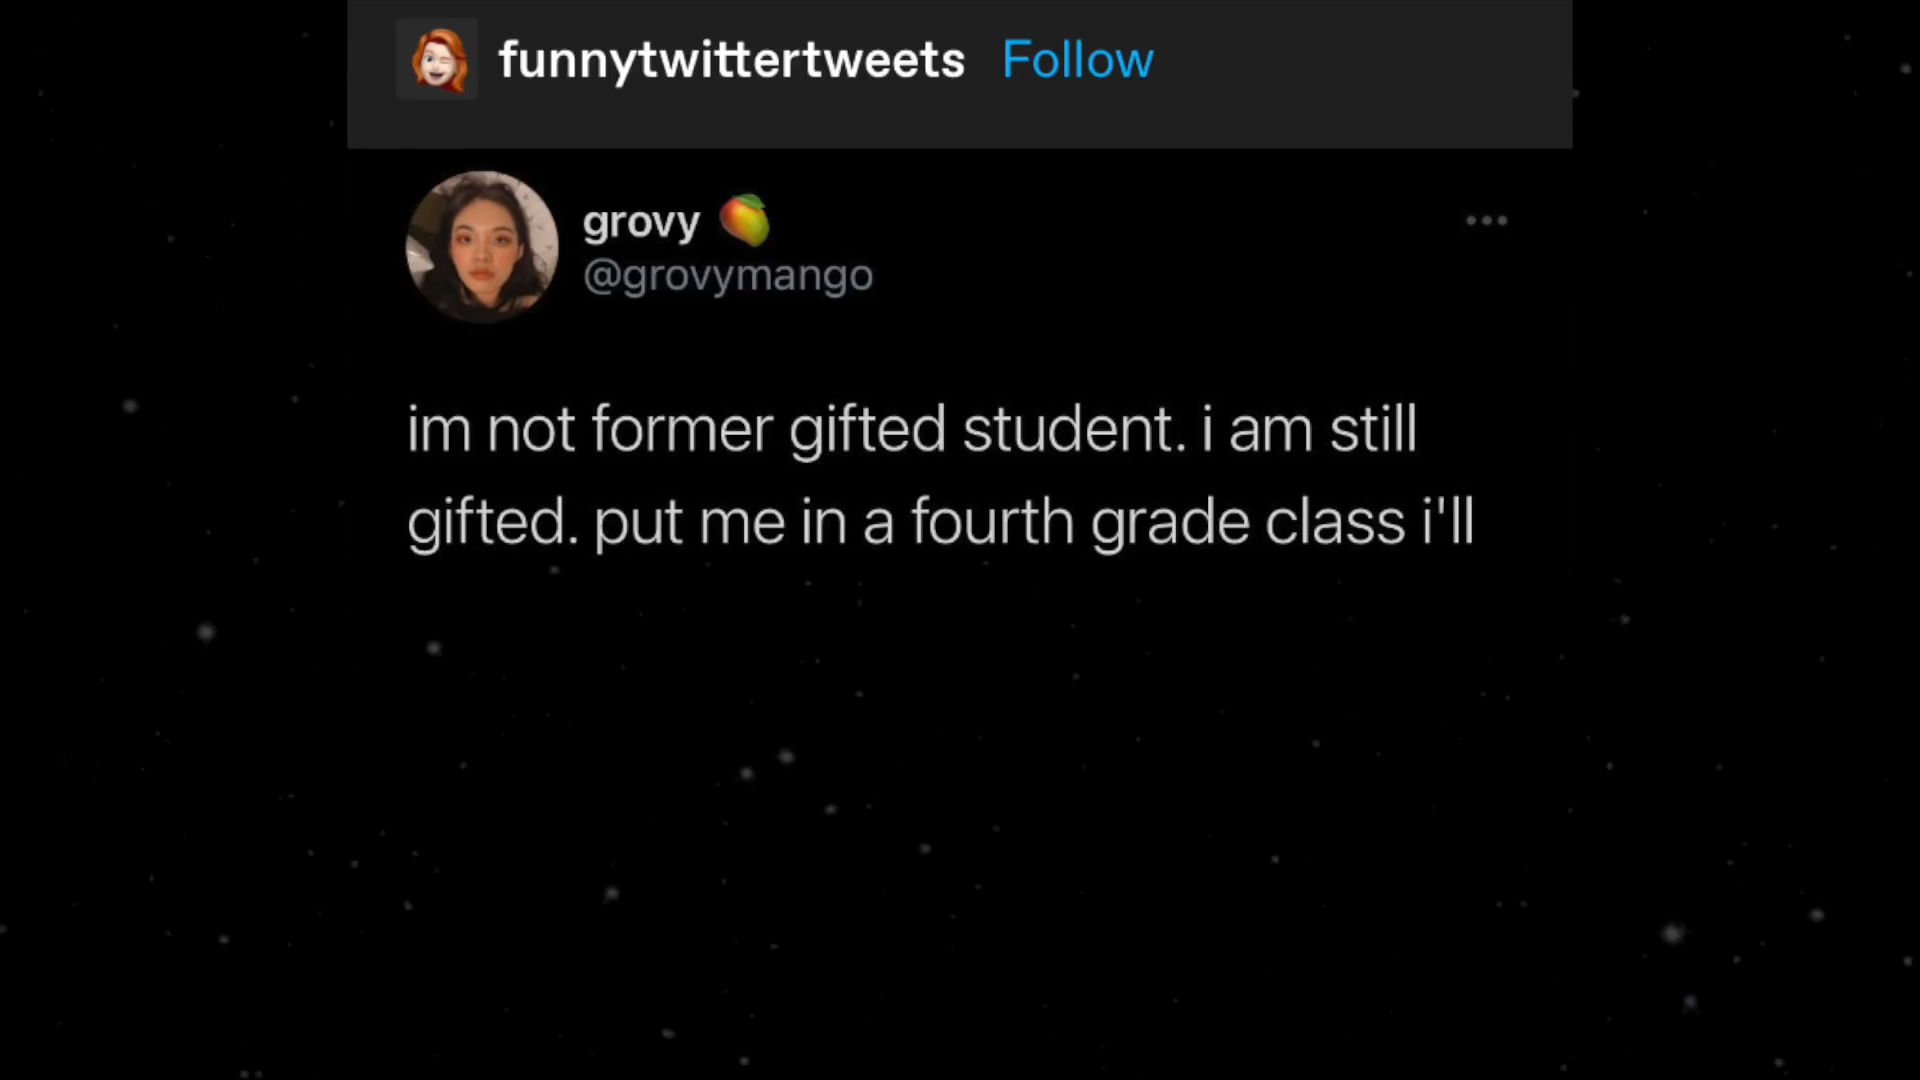 funnytwittertweets Follow
grovy 🥭
@grovymango
im not former gifted student. i am still
gifted. put me in a fourth grade class i'll